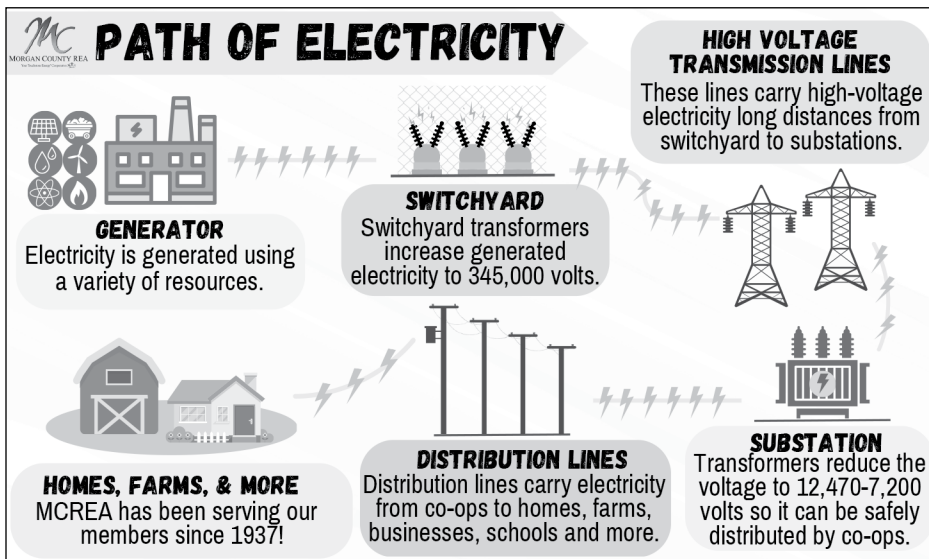 MC
MORGAN COUNTY REA
PATH OF ELECTRICITY
GENERATOR
Electricity is generated using
a variety of resources.
SWITCHYARD
Switchyard transformers
increase generated
electricity to 345,000 volts.
HIGH VOLTAGE
TRANSMISSION LINES
These lines carry high-voltage
electricity long distances from
switchyard to substations.
SUBSTATION
Transformers reduce the
voltage to 12,470-7,200
volts so it can be safely
distributed by co-ops.
DISTRIBUTION LINES
Distribution lines carry electricity
from co-ops to homes, farms,
businesses, schools and more.
HOMES, FARMS, & MORE
MCREA has been serving our
members since 1937!